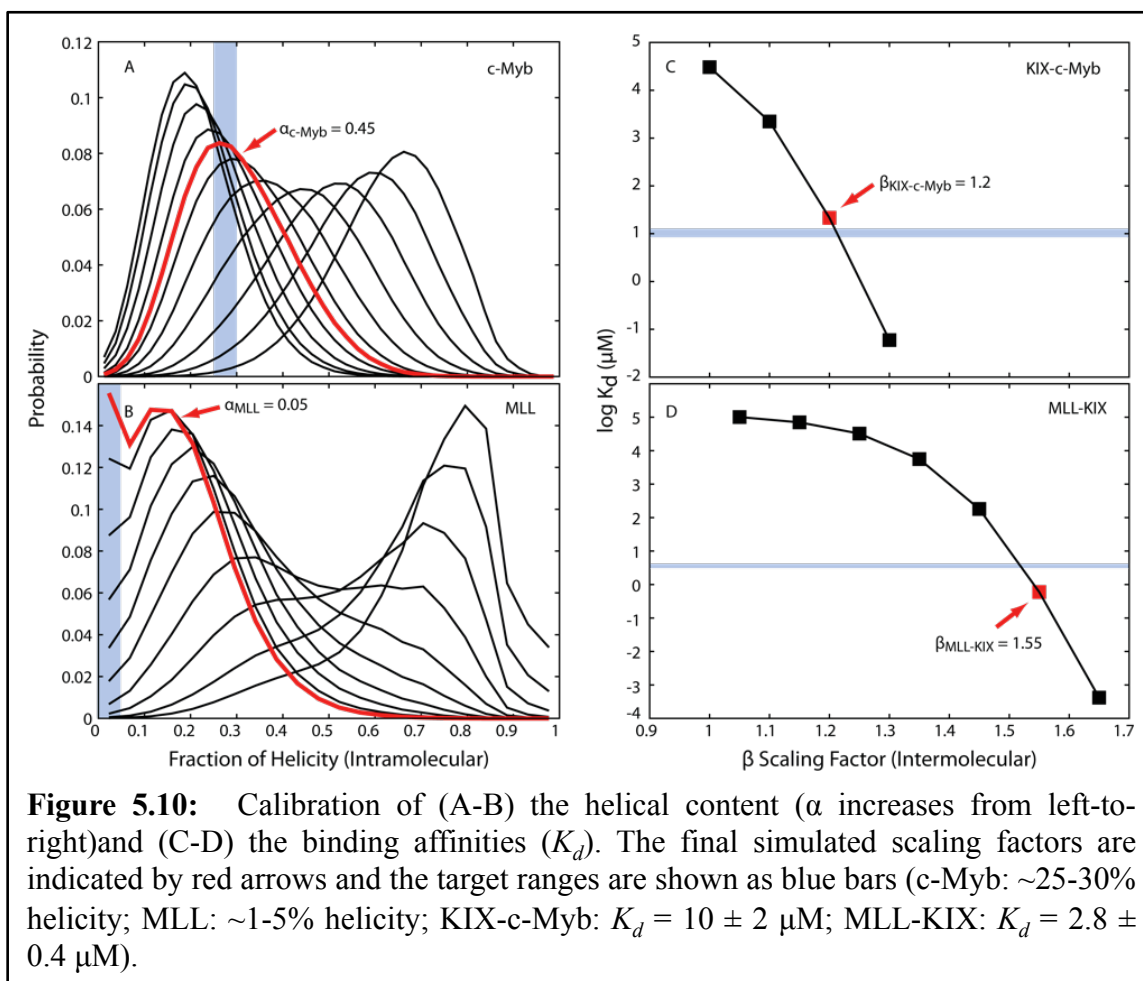 0.12
0.1
0.08
0.06
0.04
0.02
0
A
c-Myb
αc-Myb = 0.45
0.14
0.12
0.1
0.08
0.06
0.04
0.02
0
B
MLL
αMLL = 0.05
Probability
0 0.1 0.2 0.3 0.4 0.5 0.6 0.7 0.8 0.9 1
Fraction of Helicity (Intramolecular)
5
4
3
2
1
0
-1
-2
C
KIX-c-Myb
βKIX-c-Myb = 1.2
log Kd (μM)
5
4
3
2
1
0
-1
-2
-3
-4
D
MLL-KIX
βMLL-KIX = 1.55
0.9 1 1.1 1.2 1.3 1.4 1.5 1.6 1.7
β Scaling Factor (Intermolecular)
Figure 5.10: Calibration of (A-B) the helical content (α increases from left-to-
right)and (C-D) the binding affinities (Kd). The final simulated scaling factors are
indicated by red arrows and the target ranges are shown as blue bars (c-Myb: ~25-30%
helicity; MLL: ~1-5% helicity; KIX-c-Myb: Kd = 10 ± 2 μM; MLL-KIX: Kd = 2.8 ±
0.4 μM).